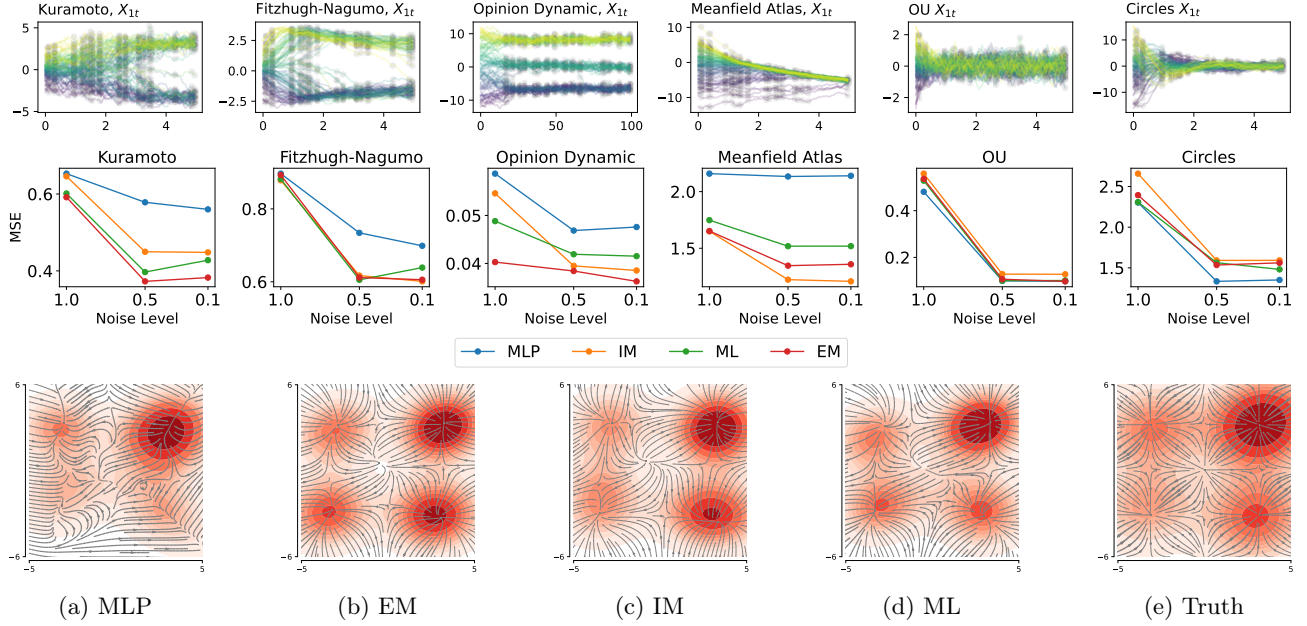 Kuramoto, X1t Fitzhugh-Nagumo, X1t Opinion Dynamic, X1t Meanfield Atlas, X1t OU X1t Circles X1t
5 0 −5 0 2 4
2.5 0.0 −2.5 0 2 4
10 0 −10 0 50 100
10 0 −10 0 2 4
2 0 −2 0 2 4
10 0 −10 0 2 4
Kuramoto Fitzhugh-Nagumo Opinion Dynamic Meanfield Atlas OU Circles
MSE
0.6 0.4
0.8 0.6
0.05 0.04
2.0 1.5
0.4 0.2
2.5 2.0 1.5
1.0 0.5 0.1 1.0 0.5 0.1 1.0 0.5 0.1 1.0 0.5 0.1 1.0 0.5 0.1 1.0 0.5 0.1
Noise Level Noise Level Noise Level Noise Level Noise Level Noise Level
MLP IM ML EM
6 6 6 6 6
−6 −6 −6 −6 −6
−5 5 −5 5 −5 5 −5 5 −5 5
(a) MLP (b) EM (c) IM (d) ML (e) Truth